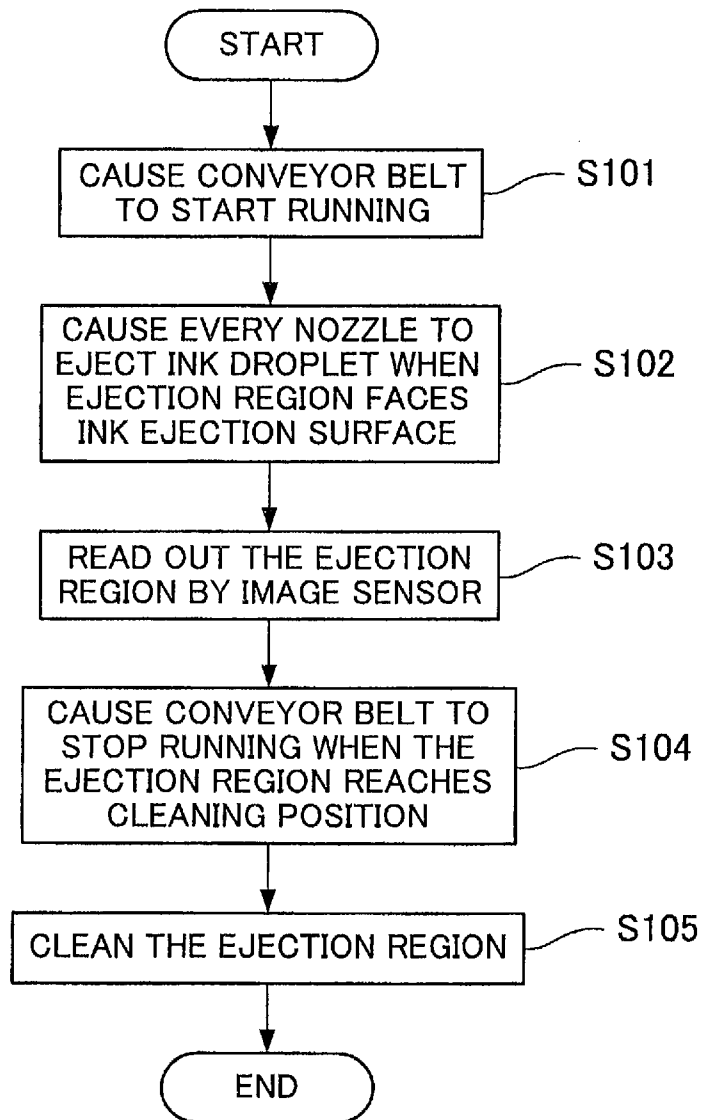 START
CAUSE CONVEYOR BELT
TO START RUNNING
S101
CAUSE EVERY NOZZLE TO
EJECT INK DROPLET WHEN
EJECTION REGION FACES
INK EJECTION SURFACE
S102
READ OUT THE EJECTION
REGION BY IMAGE SENSOR
S103
CAUSE CONVEYOR BELT TO
STOP RUNNING WHEN THE
EJECTION REGION REACHES
CLEANING POSITION
S104
CLEAN THE EJECTION REGION
S105
END